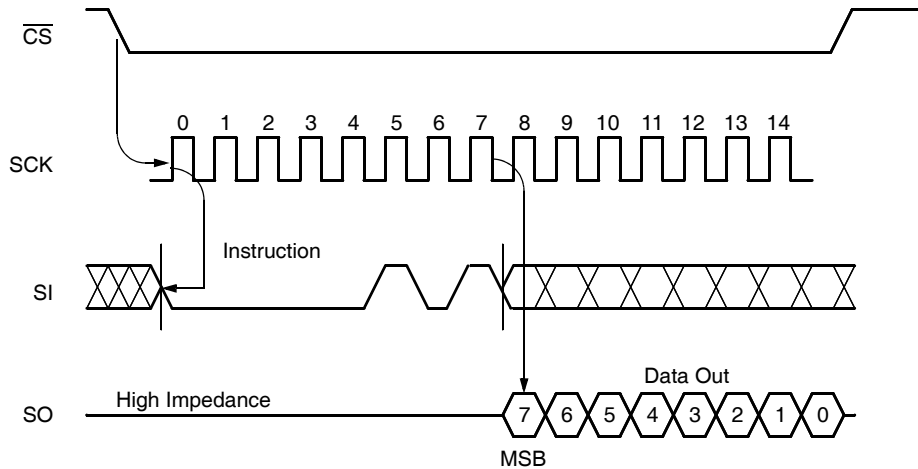 CS
0 1 2 3 4 5 6 7 8 9 10 11 12 13 14
SCK
Instruction
SI
Data Out
High Impedance
SO
7 6 5 4 3 2 1 0
MSB